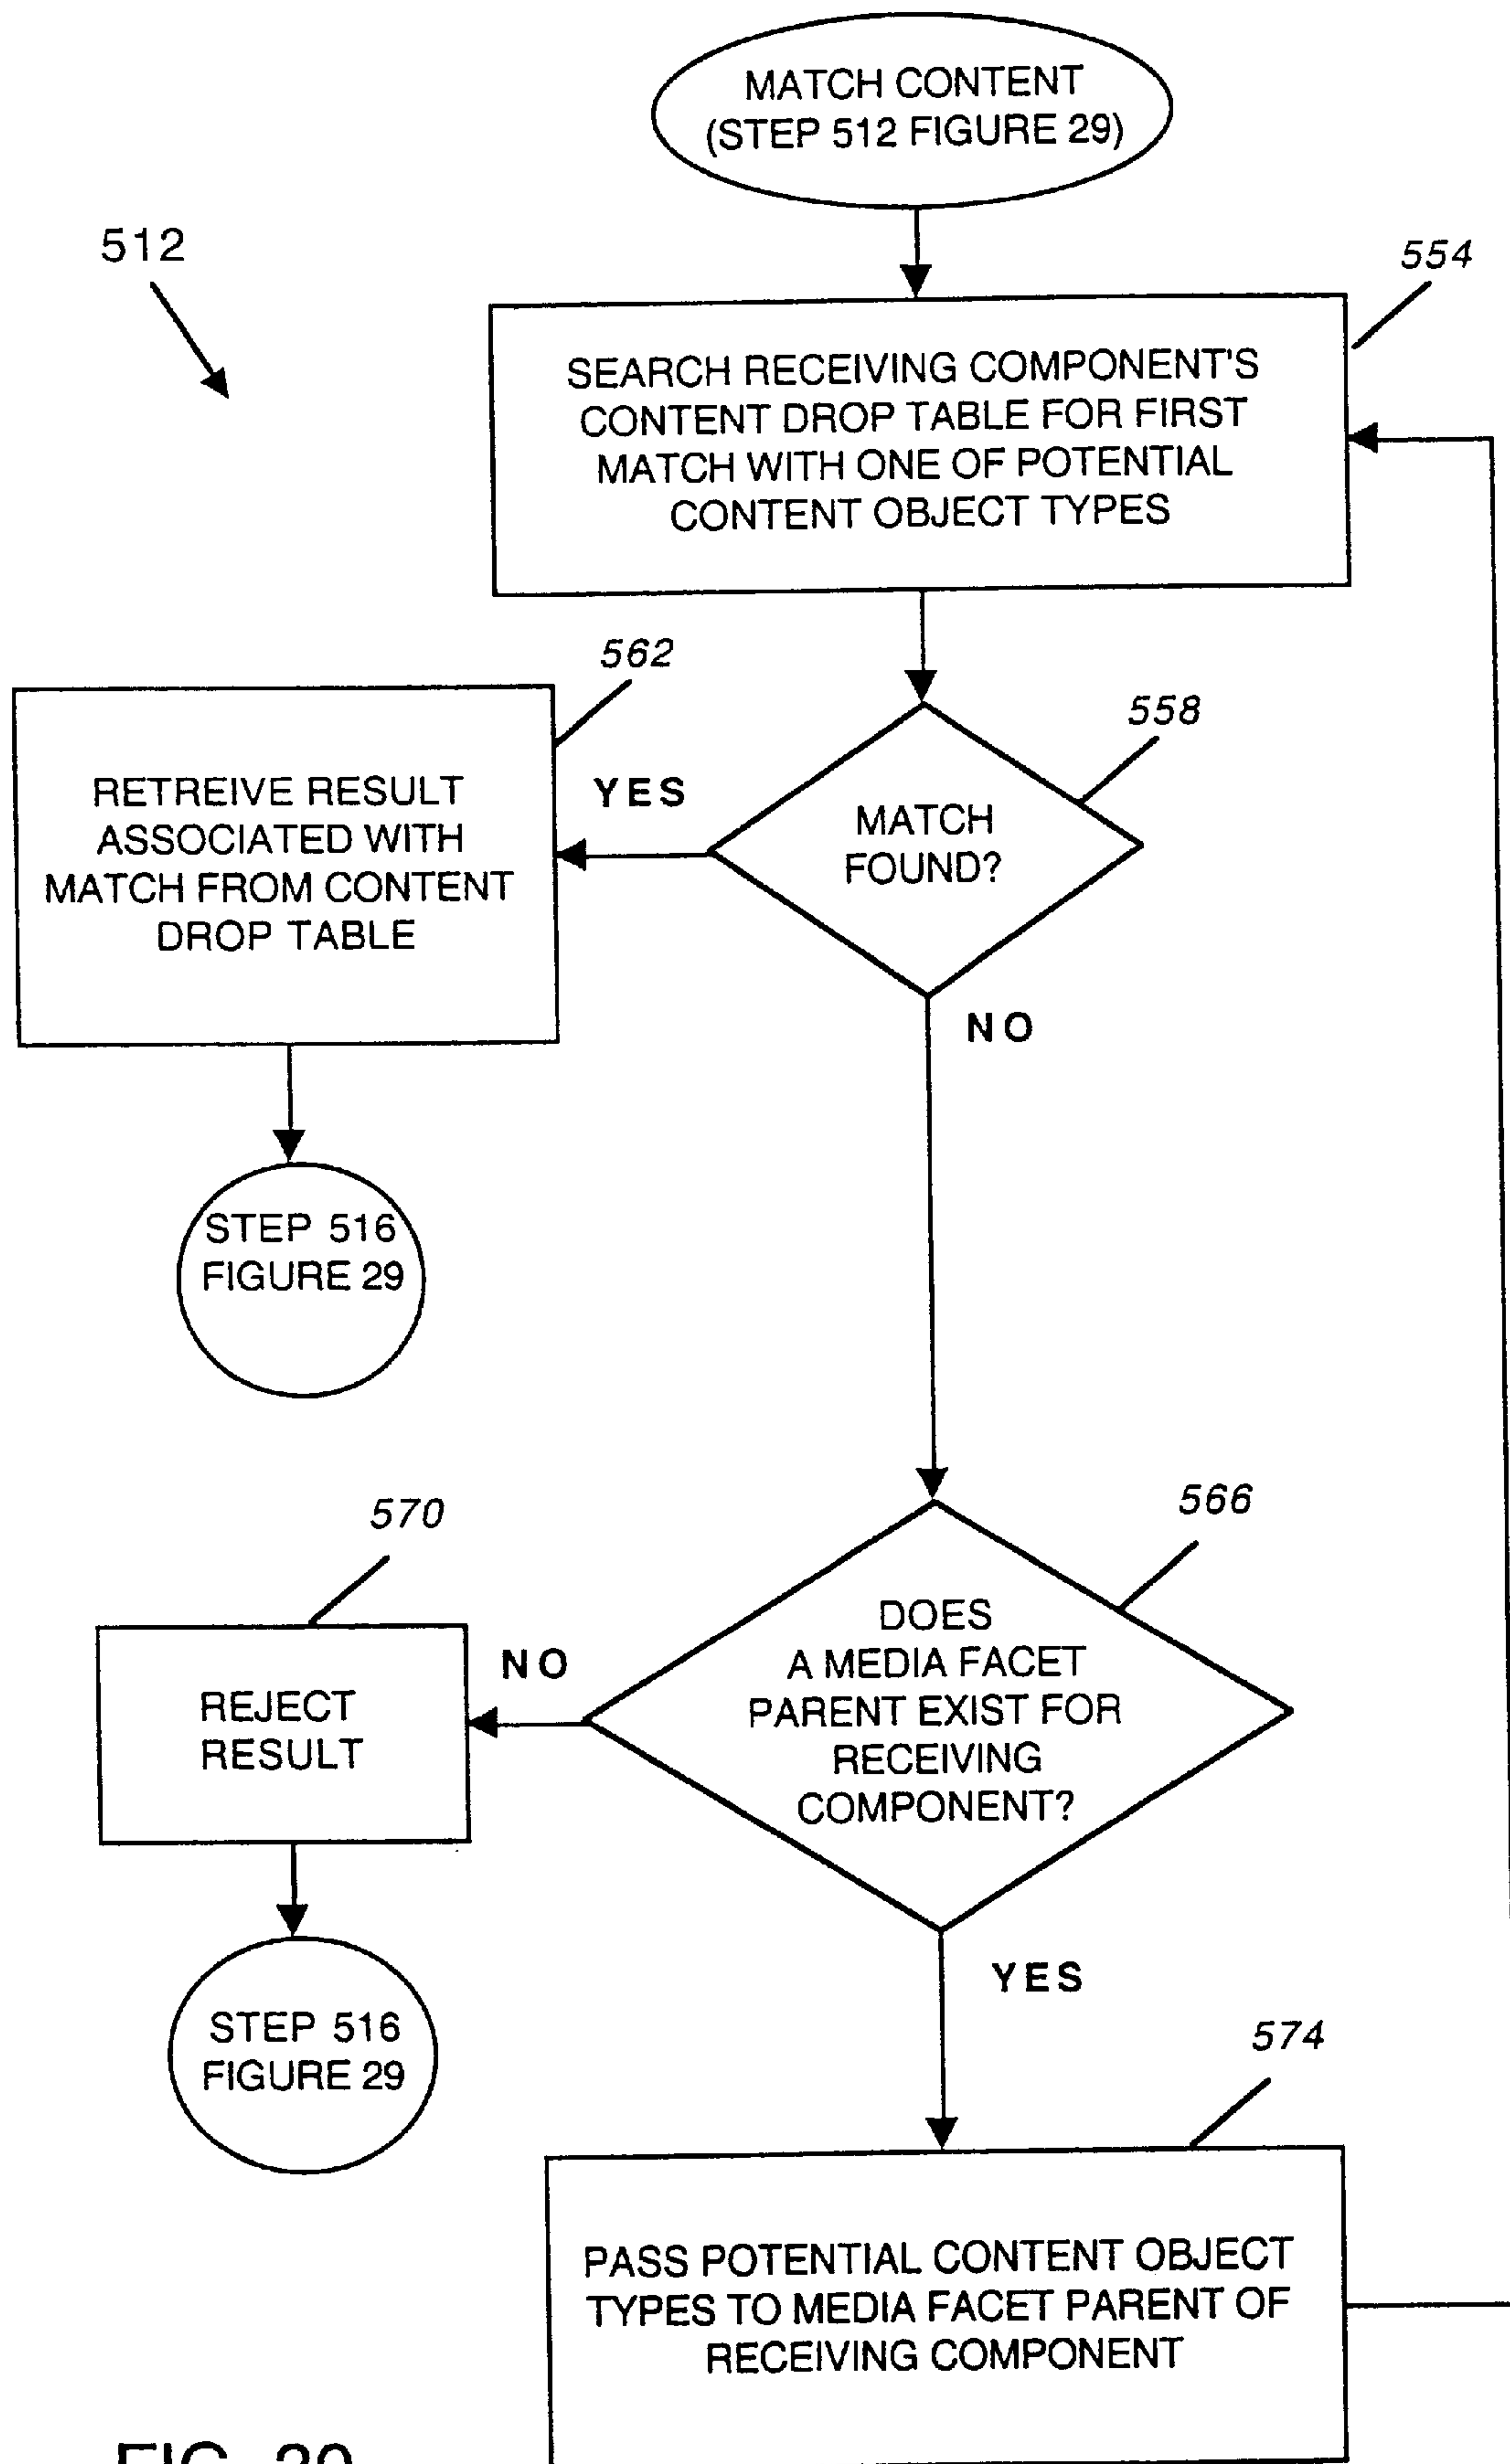 MATCH CONTENT
(STEP 512 FIGURE 29)
512
554
SEARCH RECEIVING COMPONENT'S
CONTENT DROP TABLE FOR FIRST
MATCH WITH ONE OF POTENTIAL
CONTENT OBJECT TYPES
562
558
RETREIVE RESULT
ASSOCIATED WITH
MATCH FROM CONTENT
DROP TABLE
YES
MATCH
FOUND?
NO
STEP 516
FIGURE 29
570
566
REJECT
RESULT
NO
DOES
A MEDIA FACET
PARENT EXIST FOR
RECEIVING
COMPONENT?
STEP 516
FIGURE 29
YES
574
PASS POTENTIAL CONTENT OBJECT
TYPES TO MEDIA FACET PARENT OF
RECEIVING COMPONENT
FIG.